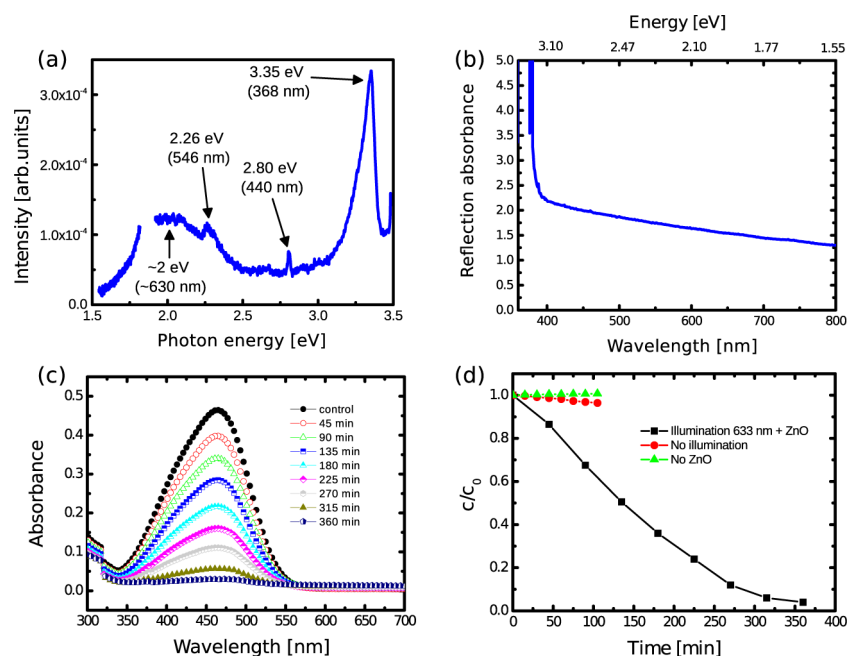 (a)
3.35 eV
(368 nm)
2.26 eV
(546 nm)
2.80 eV
(440 nm)
~2 eV
(~630 nm)
3.0x10⁻⁴
2.0x10⁻⁴
1.0x10⁻⁴
0.0
Intensity [arb.units]
1.5 2.0 2.5 3.0 3.5
Photon energy [eV]
Energy [eV]
3.10 2.47 2.10 1.77 1.55
(b)
5.0
4.5
4.0
3.5
3.0
2.5
2.0
1.5
1.0
0.5
0.0
Reflection absorbance
400 500 600 700 800
Wavelength [nm]
(c)
control
45 min
90 min
135 min
180 min
225 min
270 min
315 min
360 min
0.5
0.4
0.3
0.2
0.1
0.0
Absorbance
300 350 400 450 500 550 600 650 700
Wavelength [nm]
(d)
Illumination 633 nm + ZnO
No illumination
No ZnO
1.0
0.8
0.6
0.4
0.2
0.0
c/c₀
0 50 100 150 200 250 300 350 400
Time [min]